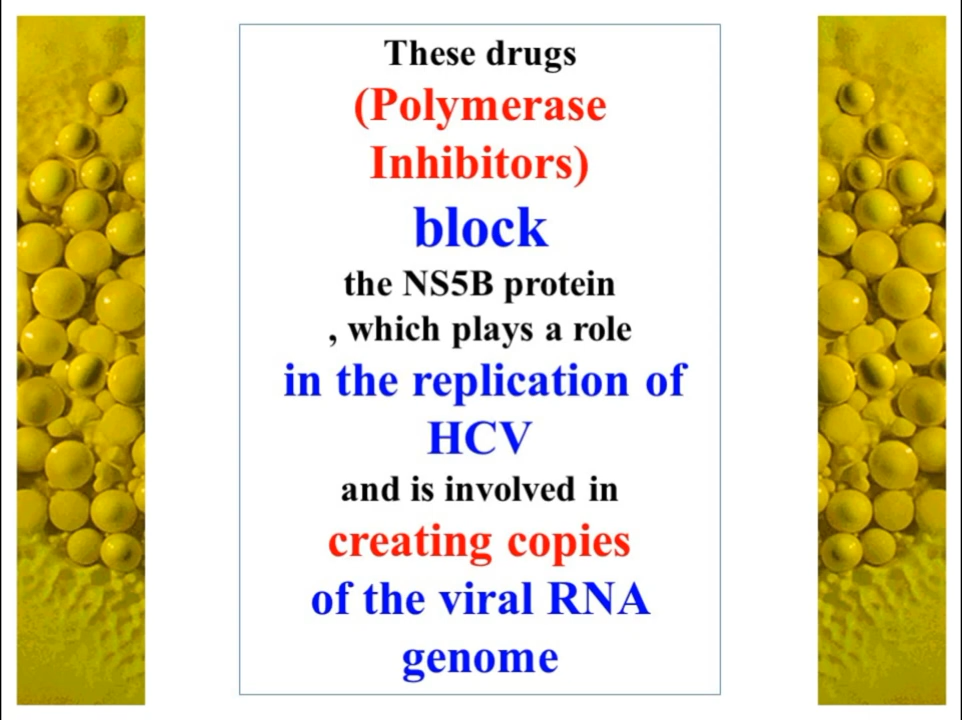 These drugs
(Polymerase
Inhibitors)
block
the NS5B protein
, which plays a role
in the replication of
HCV
and is involved in
creating copies
of the viral RNA
genome